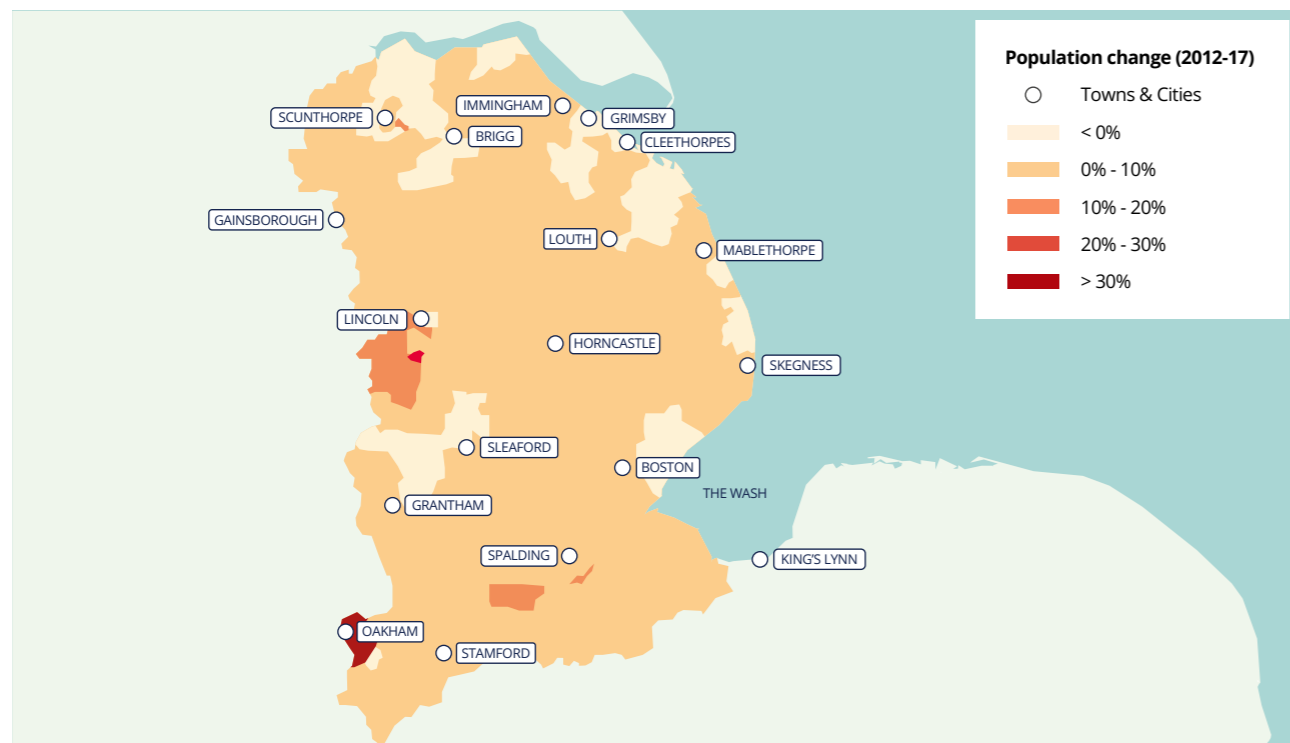 Population change (2012-17)
Towns & Cities
< 0%
0% - 10%
10% - 20%
20% - 30%
> 30%
IMMINGHAM
SCUNTHORPE
GRIMSBY
BRIGG
CLEETHORPES
GAINSBOROUGH
LOUTH
MABLETHORPE
LINCOLN
HORNCASTLE
SKEGNESS
SLEAFORD
BOSTON
THE WASH
GRANTHAM
SPALDING
KING'S LYNN
OAKHAM
STAMFORD